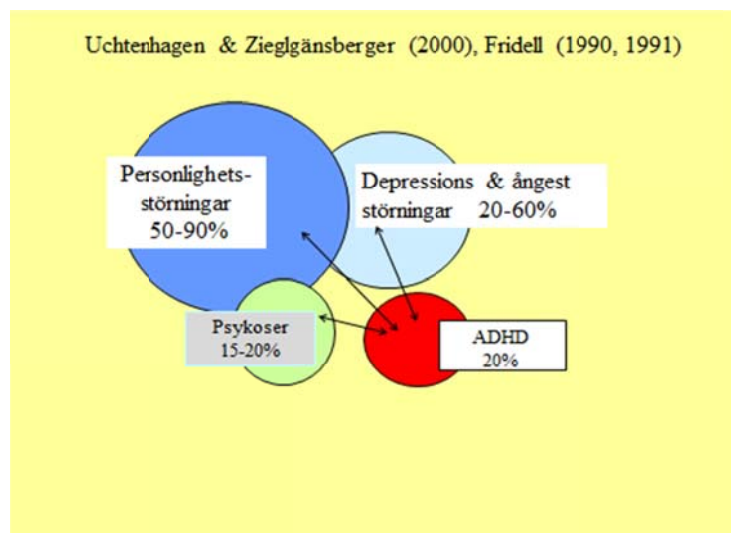 Uchtenhagen & Zieglgänsberger (2000), Fridell (1990, 1991)
Personlighets-
störningar
50-90%
Depressions & ångest
störningar 20-60%
Psykoser
15-20%
ADHD
20%